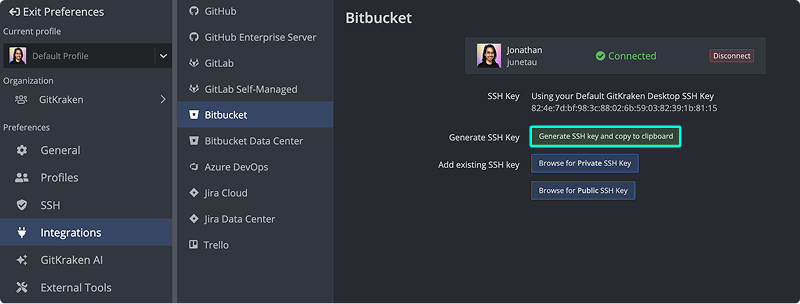 Exit Preferences
Current profile
Default Profile
Organization
GitKraken
Preferences
General
Profiles
SSH
Integrations
GitKraken AI
External Tools
GitHub
GitHub Enterprise Server
GitLab
GitLab Self-Managed
Bitbucket
Bitbucket Data Center
Azure DevOps
Jira Cloud
Jira Data Center
Trello
Bitbucket
Jonathan
junetau
Connected
Disconnect
SSH Key
Using your Default GitKraken Desktop SSH Key
82:4e:7d:bf:98:3c:88:02:6b:59:03:82:39:1b:81:15
Generate SSH Key
Generate SSH key and copy to clipboard
Add existing SSH key
Browse for Private SSH Key
Browse for Public SSH Key